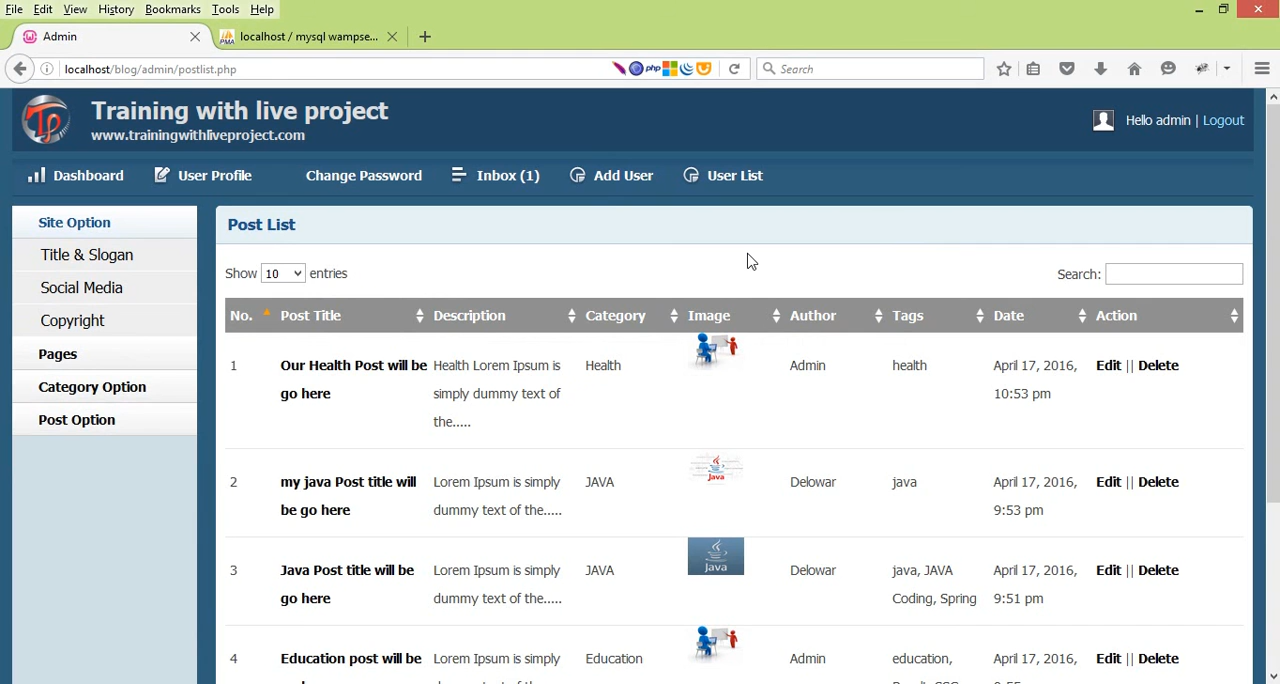 File Edit View History Bookmarks Tools Help
Admin localhost / mysql wampse...
localhost/blog/admin/postlist.php php Search
Training with live project
www.trainingwithliveproject.com
Hello admin | Logout
Dashboard User Profile Change Password Inbox (1) Add User User List
Site Option
Title & Slogan
Social Media
Copyright
Pages
Category Option
Post Option
Post List
Show 10 entries Search:
No. Post Title Description Category Image Author Tags Date Action
1 Our Health Post will be Health Lorem Ipsum is Health Admin health April 17, 2016, Edit || Delete
go here simply dummy text of 10:53 pm
the.....
2 my java Post title will Lorem Ipsum is simply JAVA Java Delowar java April 17, 2016, Edit || Delete
be go here dummy text of the..... 9:53 pm
3 Java Post title will be Lorem Ipsum is simply JAVA Java Delowar java, JAVA April 17, 2016, Edit || Delete
go here dummy text of the..... Coding, Spring 9:51 pm
4 Education post will be Lorem Ipsum is simply Education Admin education, April 17, 2016, Edit || Delete